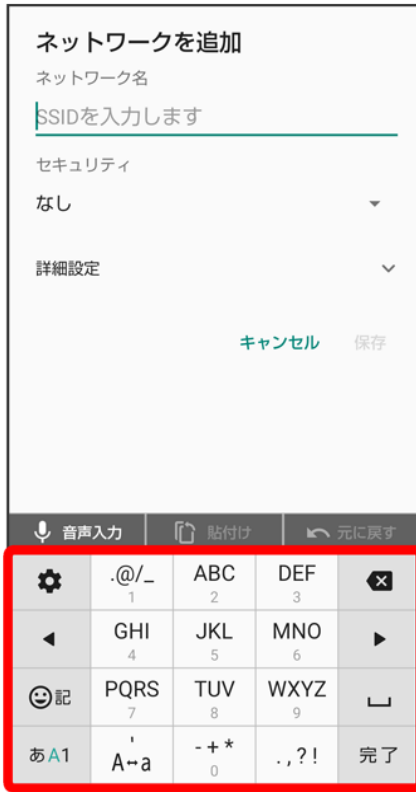 ネットワークを追加
ネットワーク名
SSIDを入力します
セキュリティ
なし
詳細設定
キャンセル 保存
音声入力 貼付け 元に戻す
.@/_ ABC DEF
1 2 3
GHI JKL MNO
4 5 6
記 PQRS TUV WXYZ
7 8 9
あA1 ' A↔a -+* .,?! 完了
0